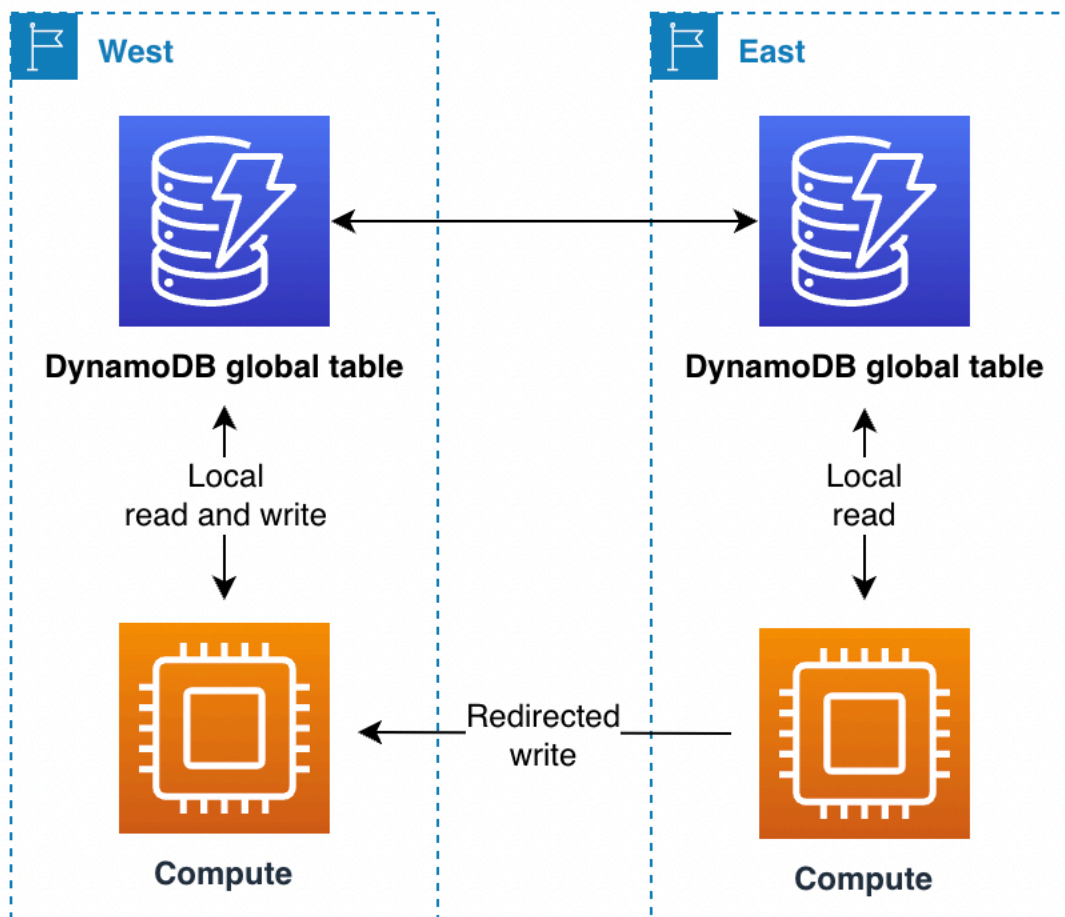 West
East
DynamoDB global table
DynamoDB global table
Local
read and write
Local
read
Redirected
write
Compute
Compute